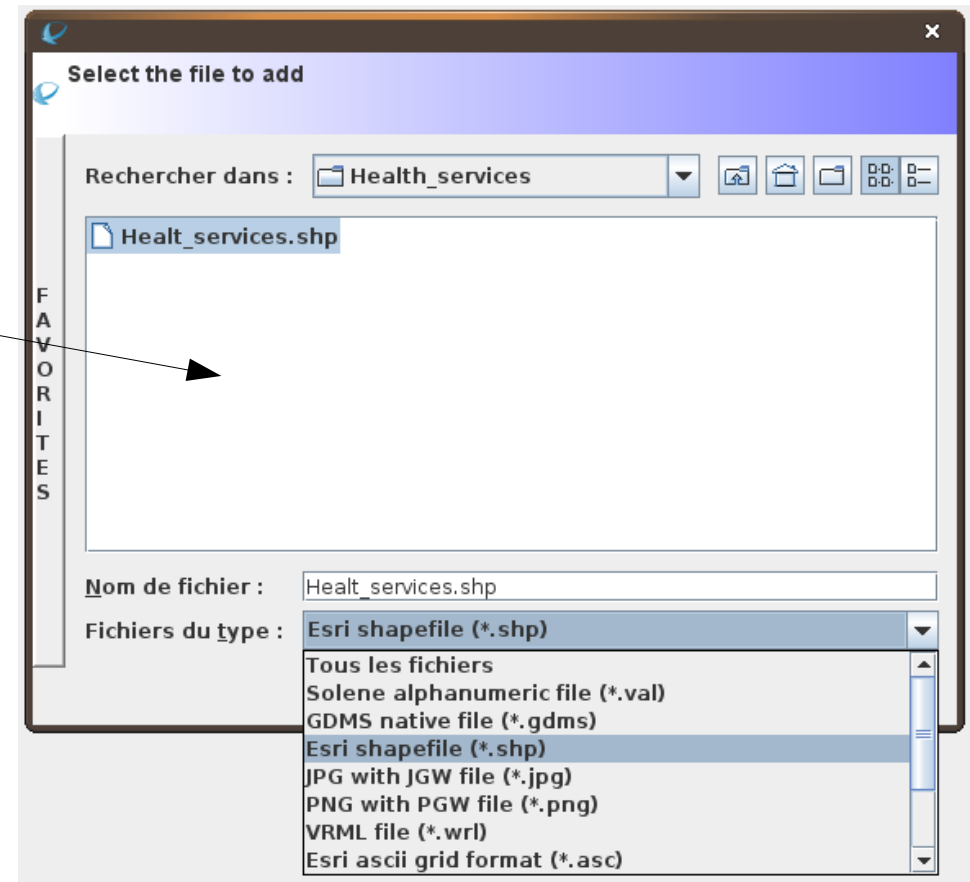 Select the file to add
Rechercher dans : Health_services
Healt_services.shp
FAVORITES
Nom de fichier : Healt_services.shp
Fichiers du type : Esri shapefile (*.shp)
Tous les fichiers
Solene alphanumeric file (*.val)
GDMS native file (*.gdms)
Esri shapefile (*.shp)
JPG with JGW file (*.jpg)
PNG with PGW file (*.png)
VRML file (*.wrl)
Esri ascii grid format (*.asc)